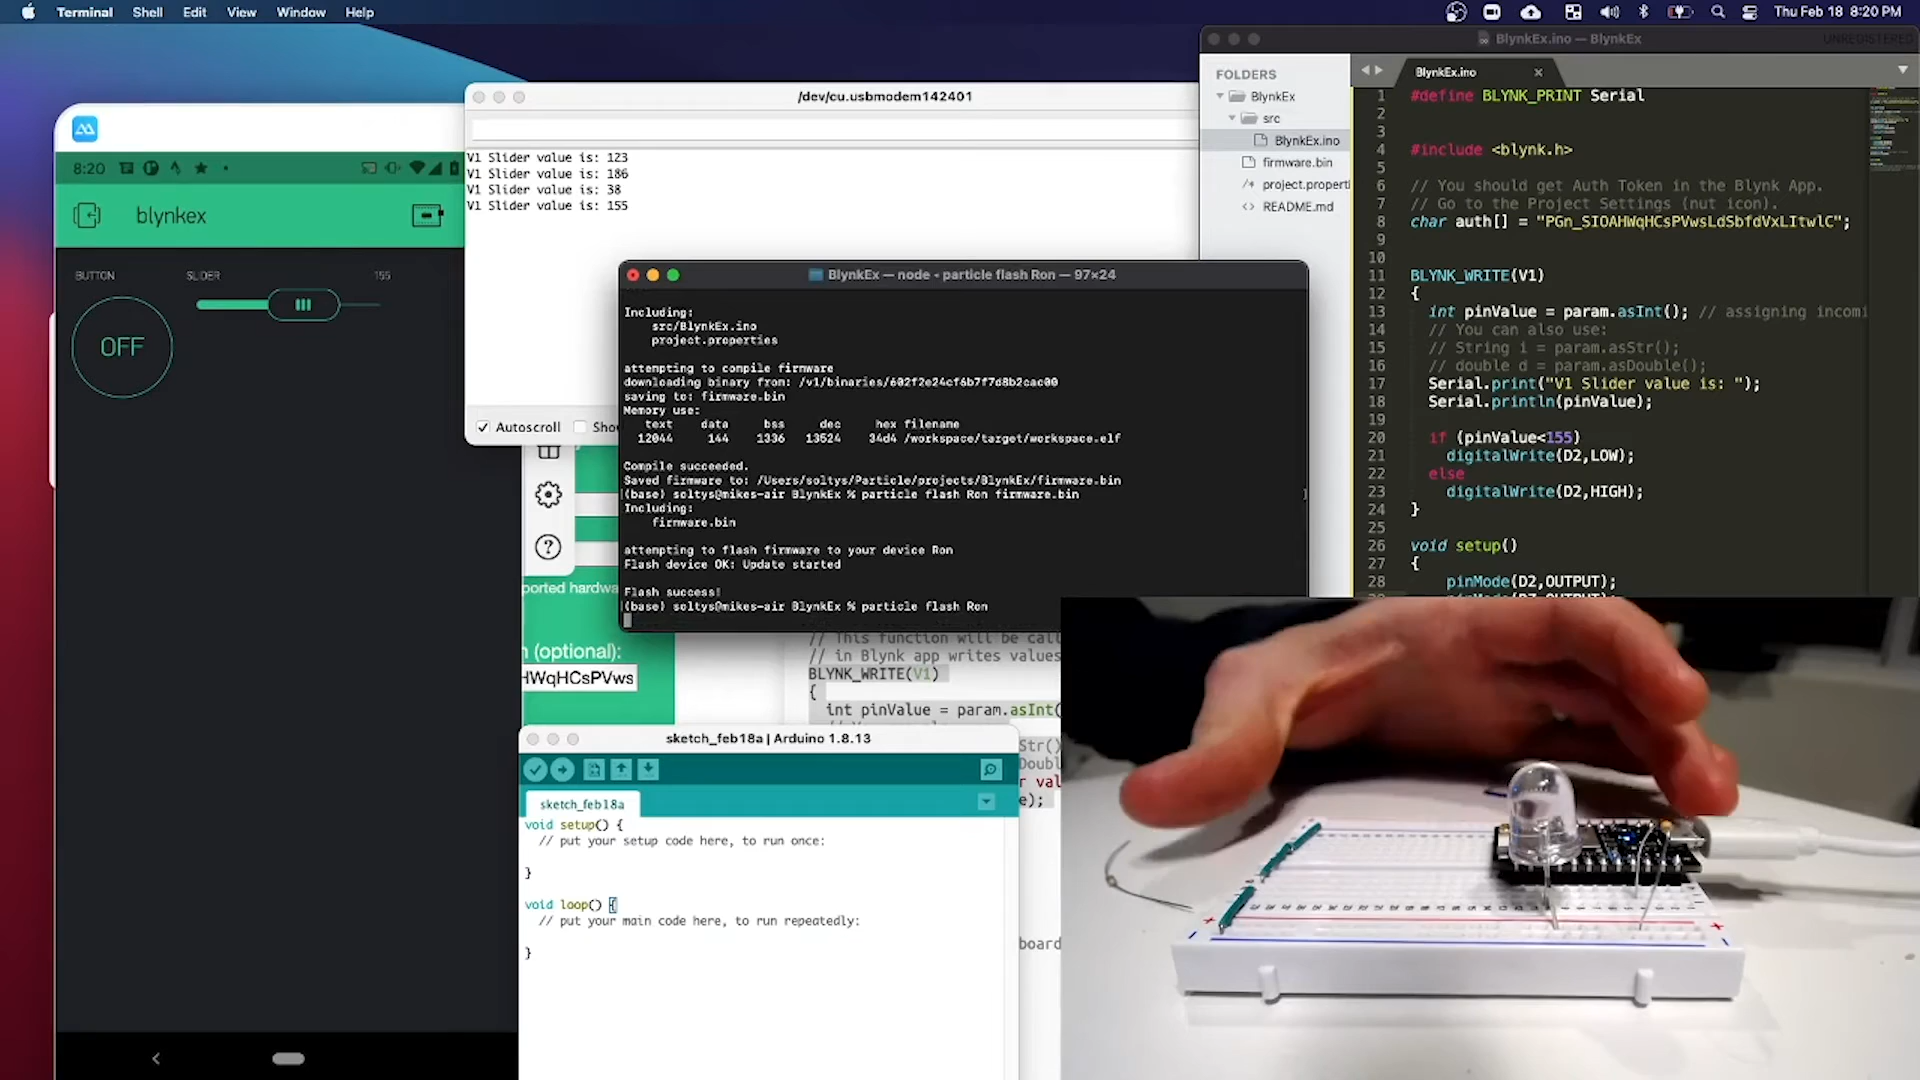 Terminal Shell Edit View Window Help
Thu Feb 18 8:20 PM
8:20
blynkex
BUTTON
SLIDER
155
OFF
/dev/cu.usbmodem142401
V1 Slider value is: 123
V1 Slider value is: 186
V1 Slider value is: 38
V1 Slider value is: 155
Autoscroll
Sho
BlynkEx — node ◂ particle flash Ron — 97×24
Including:
src/BlynkEx.ino
project.properties
attempting to compile firmware
downloading binary from: /v1/binaries/602f2e24cf6b7f7d8b2cac00
saving to: firmware.bin
Memory use:
text data bss dec hex filename
12044 144 1336 13524 34d4 /workspace/target/workspace.elf
Compile succeeded.
Saved firmware to: /Users/soltys/Particle/projects/BlynkEx/firmware.bin
(base) soltys@mikes-air BlynkEx % particle flash Ron firmware.bin
Including:
firmware.bin
attempting to flash firmware to your device Ron
Flash device OK: Update started
Flash success!
(base) soltys@mikes-air BlynkEx % particle flash Ron
BlynkEx.ino — BlynkEx
UNREGISTERED
FOLDERS
BlynkEx
src
BlynkEx.ino
firmware.bin
project.properti
README.md
BlynkEx.ino
1 #define BLYNK_PRINT Serial
2
3
4 #include <blynk.h>
5
6 // You should get Auth Token in the Blynk App.
7 // Go to the Project Settings (nut icon).
8 char auth[] = "PGn_SIOAHWqHCsPVwsLdSbfdVxLItwlC";
9
10
11 BLYNK_WRITE(V1)
12 {
13 int pinValue = param.asInt(); // assigning incomi
14 // You can also use:
15 // String i = param.asStr();
16 // double d = param.asDouble();
17 Serial.print("V1 Slider value is: ");
18 Serial.println(pinValue);
19
20 if (pinValue<155)
21 digitalWrite(D2,LOW);
22 else
23 digitalWrite(D2,HIGH);
24 }
25
26 void setup()
27 {
28 pinMode(D2,OUTPUT);
ported hardw
n (optional):
HWqHCsPVws
// This function will be cal
// in Blynk app writes values
BLYNK_WRITE(V1)
{
int pinValue = param.asInt(
Str()
Doubl
r val
e);
board
sketch_feb18a | Arduino 1.8.13
sketch_feb18a
void setup() {
// put your setup code here, to run once:
}
void loop() {
// put your main code here, to run repeatedly:
}